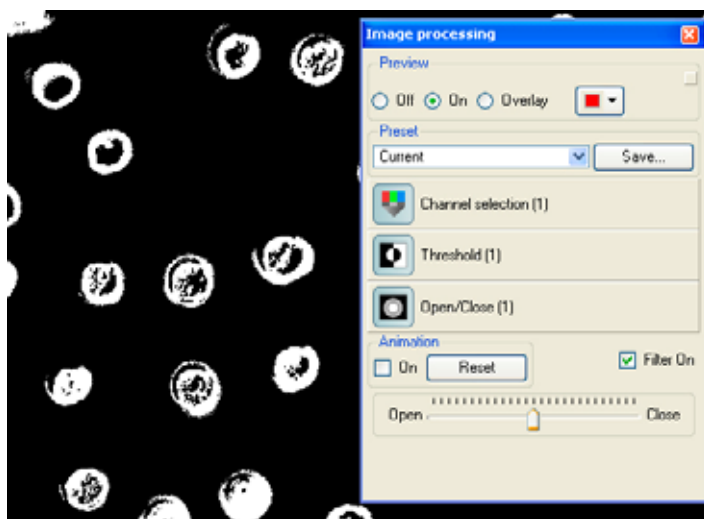 Image processing
Preview
Off On Overlay
Preset
Current Save...
Channel selection (1)
Threshold (1)
Open/Close (1)
Animation
On Reset Filter On
Open Close